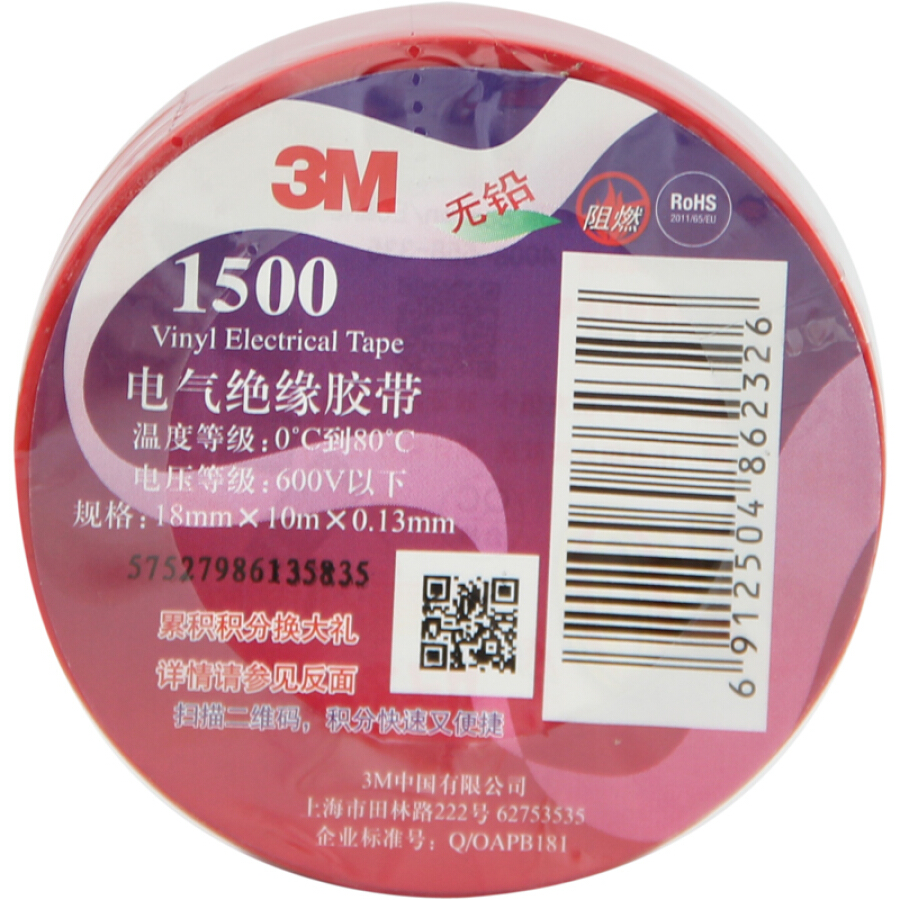 3M
无铅
阻燃
RoHS
2011/65/EU
1500
Vinyl Electrical Tape
电气绝缘胶带
温度等级:0°C到80°C
电压等级:600V以下
规格:18mm×10m×0.13mm
57527986135835
累积积分换大礼
详情请参见反面
扫描二维码,积分快速又便捷
6912504862326
3M中国有限公司
上海市田林路222号 62753535
企业标准号:Q/OAPB181